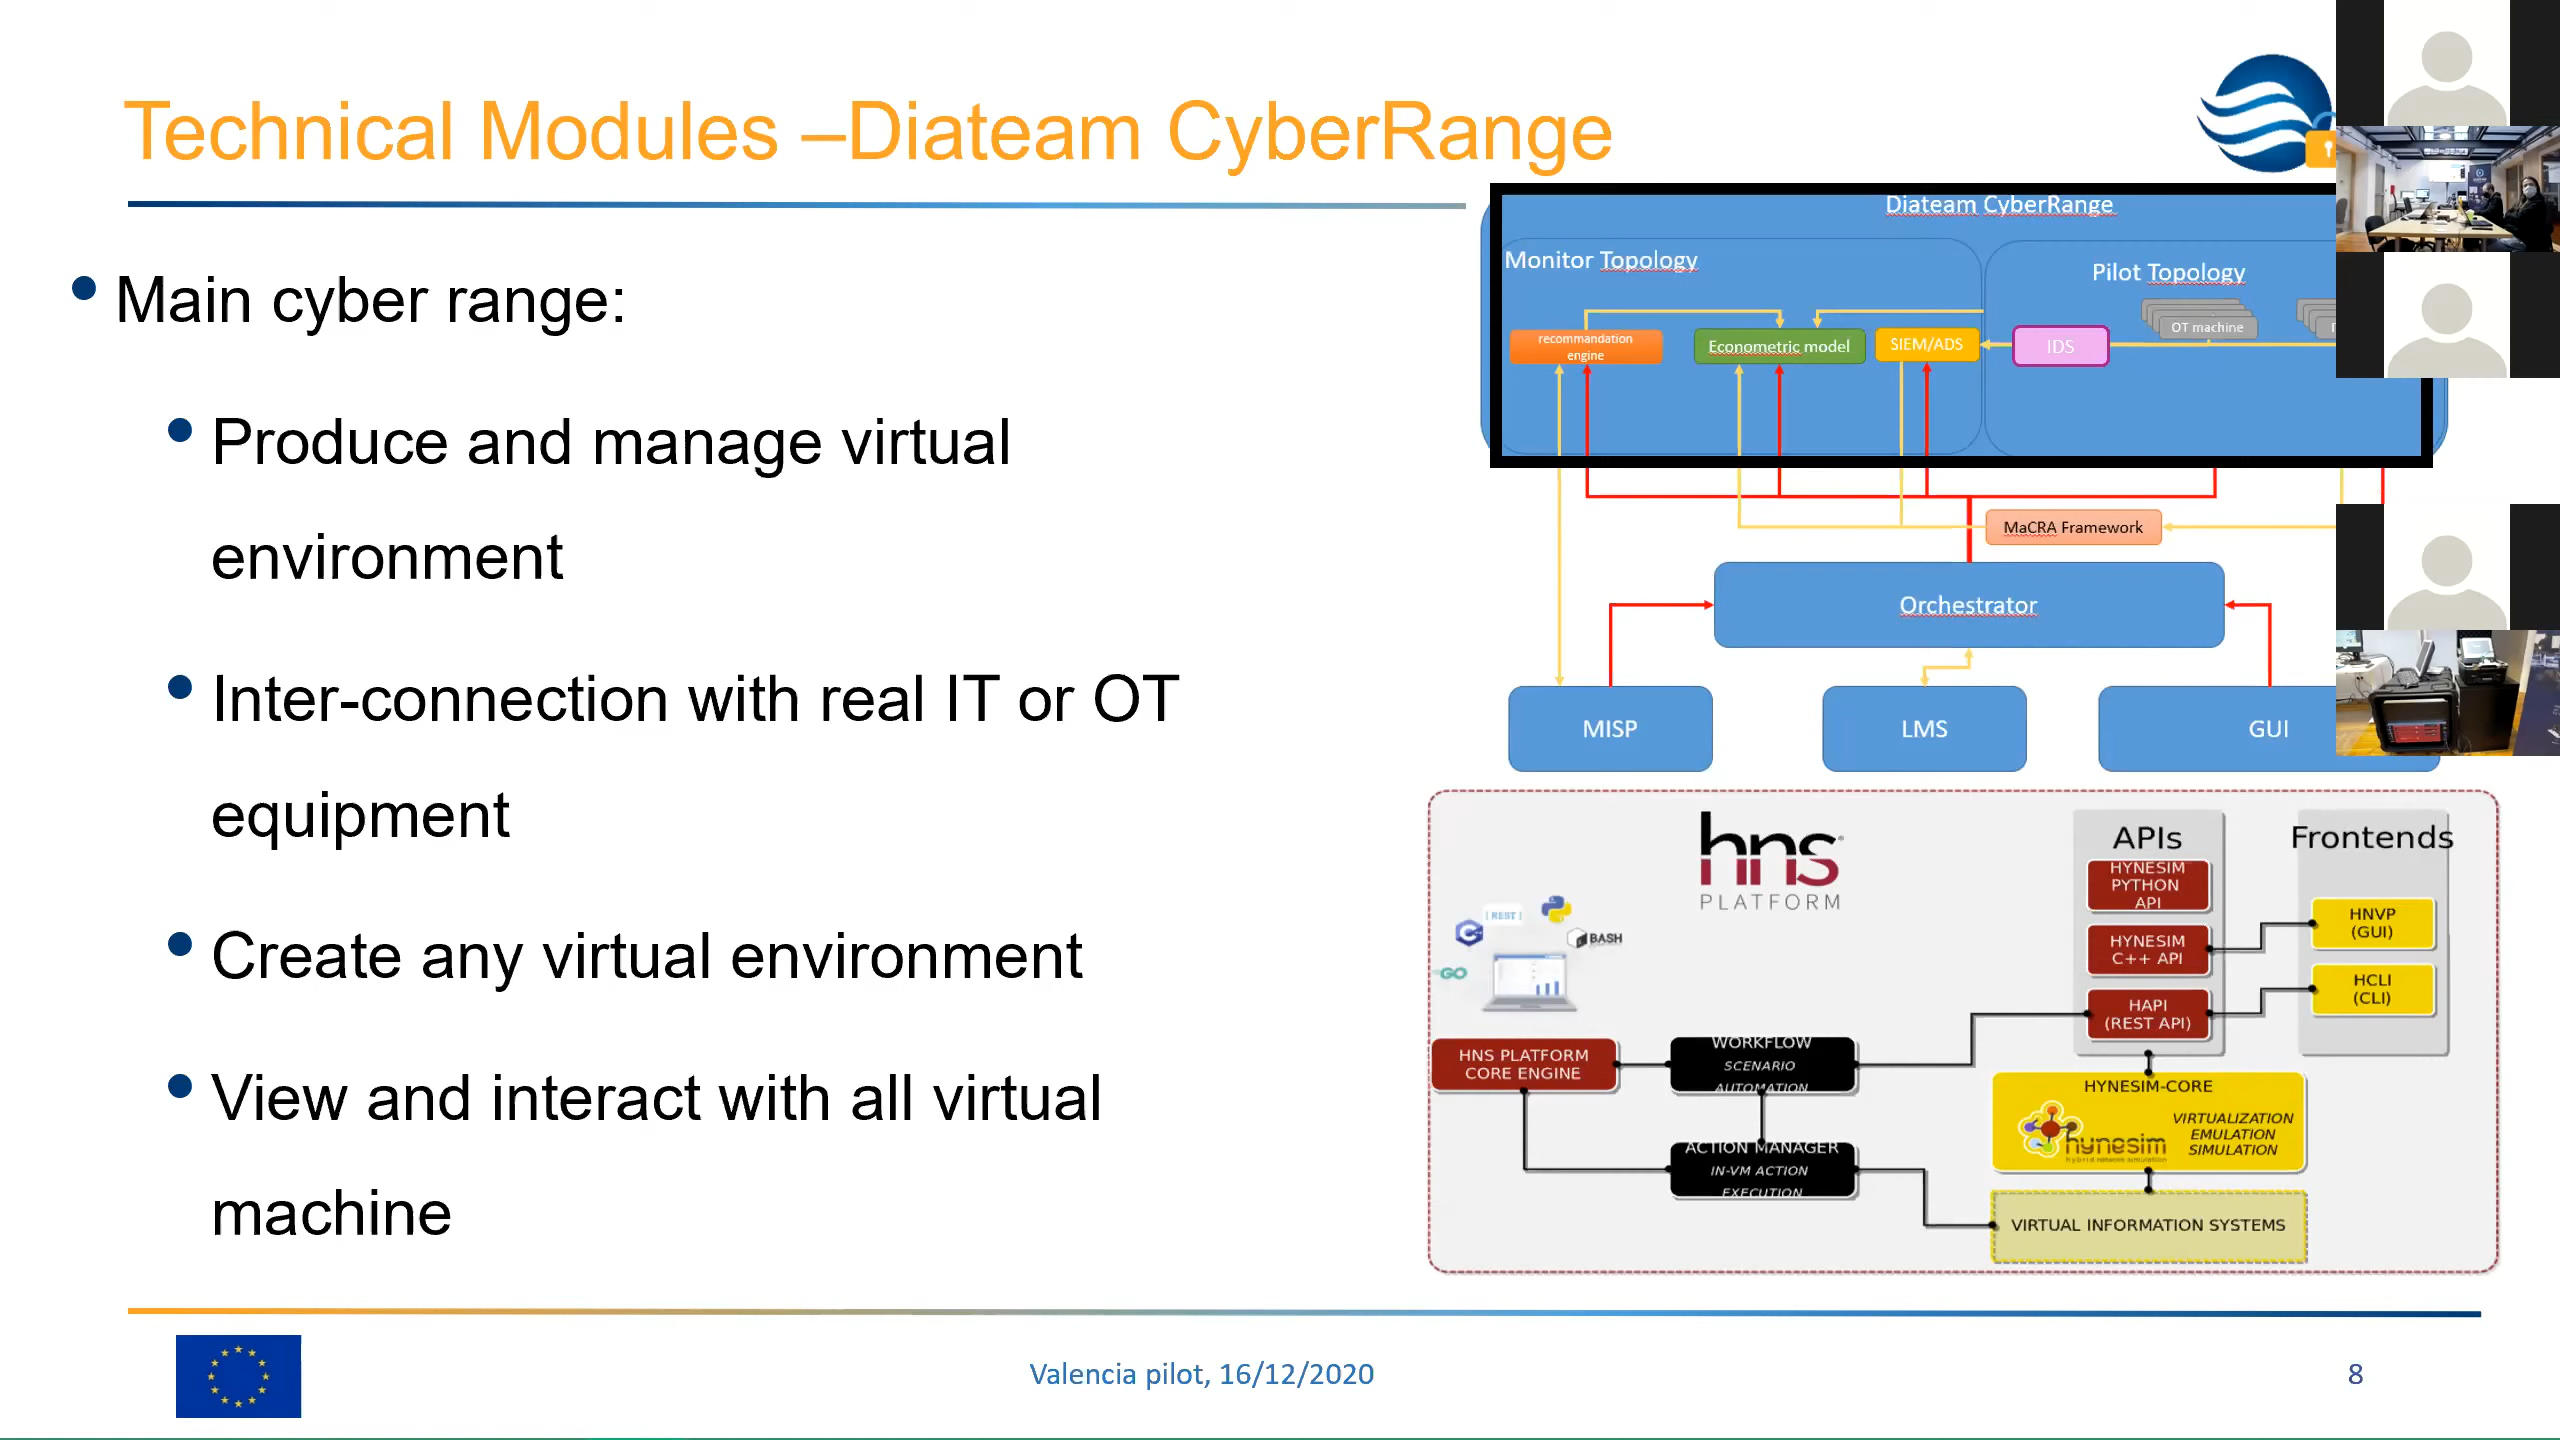 Technical Modules –Diateam CyberRange
Main cyber range:
Produce and manage virtual
environment
Inter-connection with real IT or OT
equipment
Create any virtual environment
View and interact with all virtual
machine
Diateam CyberRange
Monitor Topology
Pilot Topology
recommandation
engine
Econometric model
SIEM/ADS
IDS
OT machine
MaCRA Framework
Orchestrator
MISP
LMS
GUI
hns
PLATFORM
[ REST ]
BASH
GO
APIs
HYNESIM
PYTHON
API
HYNESIM
C++ API
HAPI
(REST API)
Frontends
HNVP
(GUI)
HCLI
(CLI)
HNS PLATFORM
CORE ENGINE
WORKFLOW
SCENARIO
AUTOMATION
ACTION MANAGER
IN-VM ACTION
EXECUTION
HYNESIM-CORE
hynesim
hybrid network simulation
VIRTUALIZATION
EMULATION
SIMULATION
VIRTUAL INFORMATION SYSTEMS
Valencia pilot, 16/12/2020
8